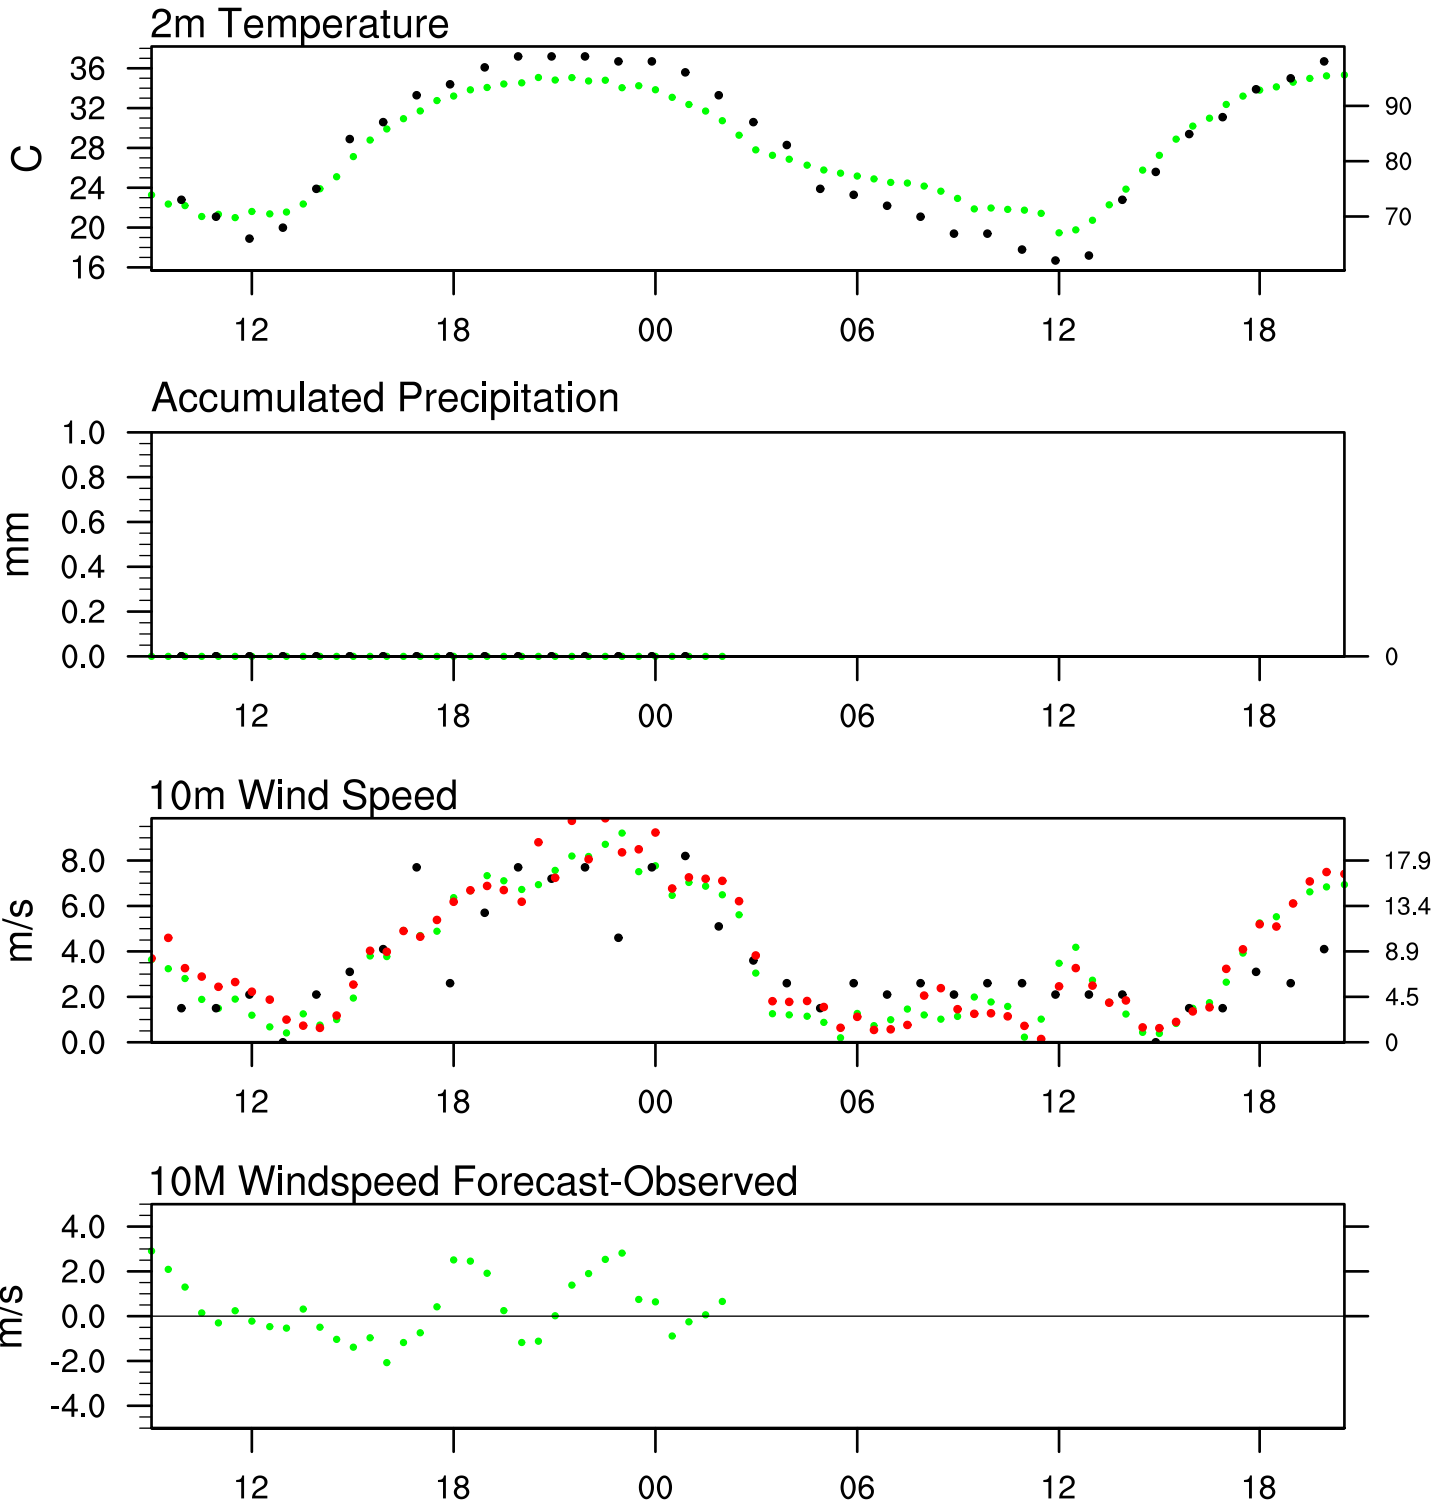 2m Temperature
C
36
32
28
24
20
16
90
80
70
12 18 00 06 12 18
Accumulated Precipitation
mm
1.0
0.8
0.6
0.4
0.2
0.0
0
12 18 00 06 12 18
10m Wind Speed
m/s
8.0
6.0
4.0
2.0
0.0
17.9
13.4
8.9
4.5
0
12 18 00 06 12 18
10M Windspeed Forecast-Observed
m/s
4.0
2.0
0.0
-2.0
-4.0
12 18 00 06 12 18